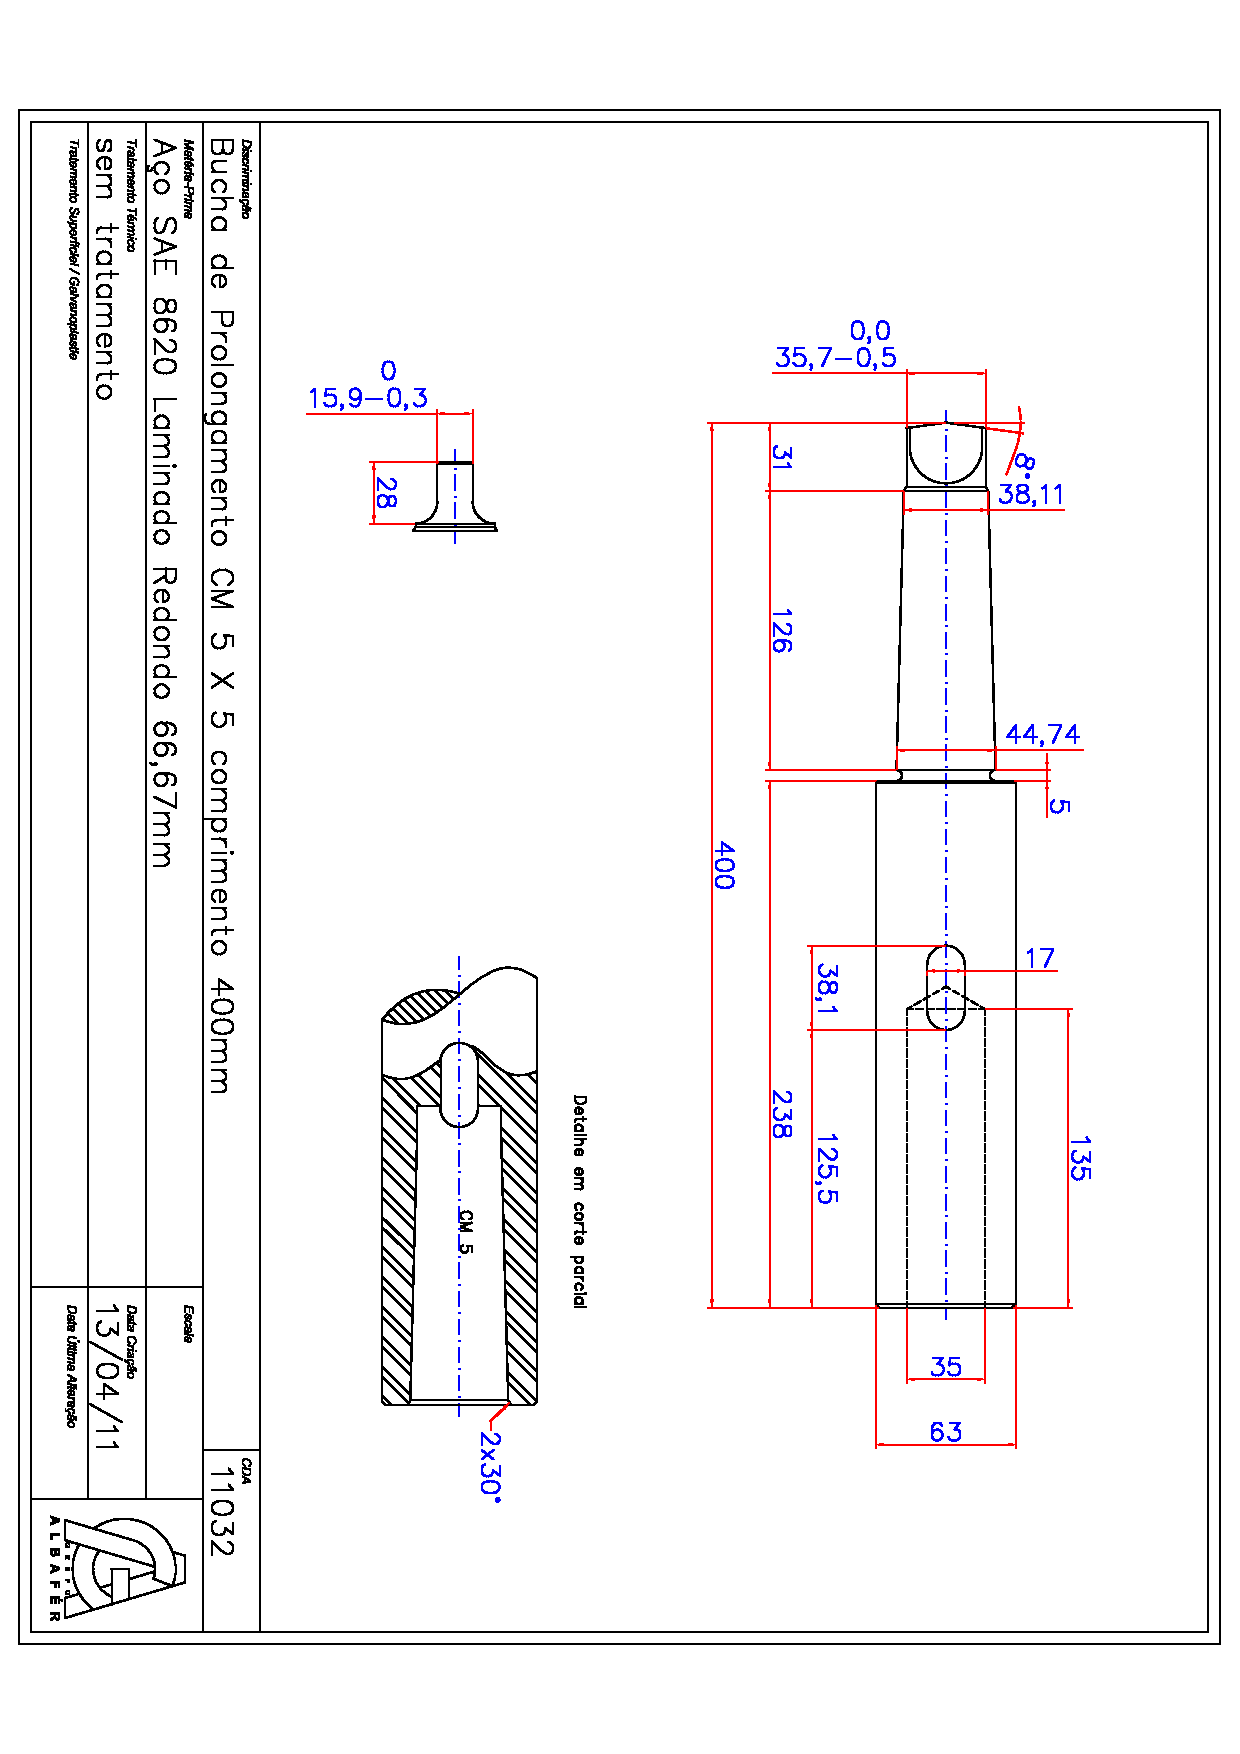 0,0
35,7-0,5
8°
31
38,11
126
44,74
5
400
17
38,1
238
125,5
135
35
63
0
15,9-0,3
28
Detalhe em corte parcial
CM 5
2x30°
Discriminação
Bucha de Prolongamento CM 5 X 5 comprimento 400mm
CDA
11032
Matéria-Prima
Aço SAE 8620 Laminado Redondo 66,67mm
Escala
Tratamento Térmico
sem tratamento
Data Criação
13/04/11
Tratamento Superficial / Galvanoplastia
Data Última Alteração
GRUPO
ALBAFÉR